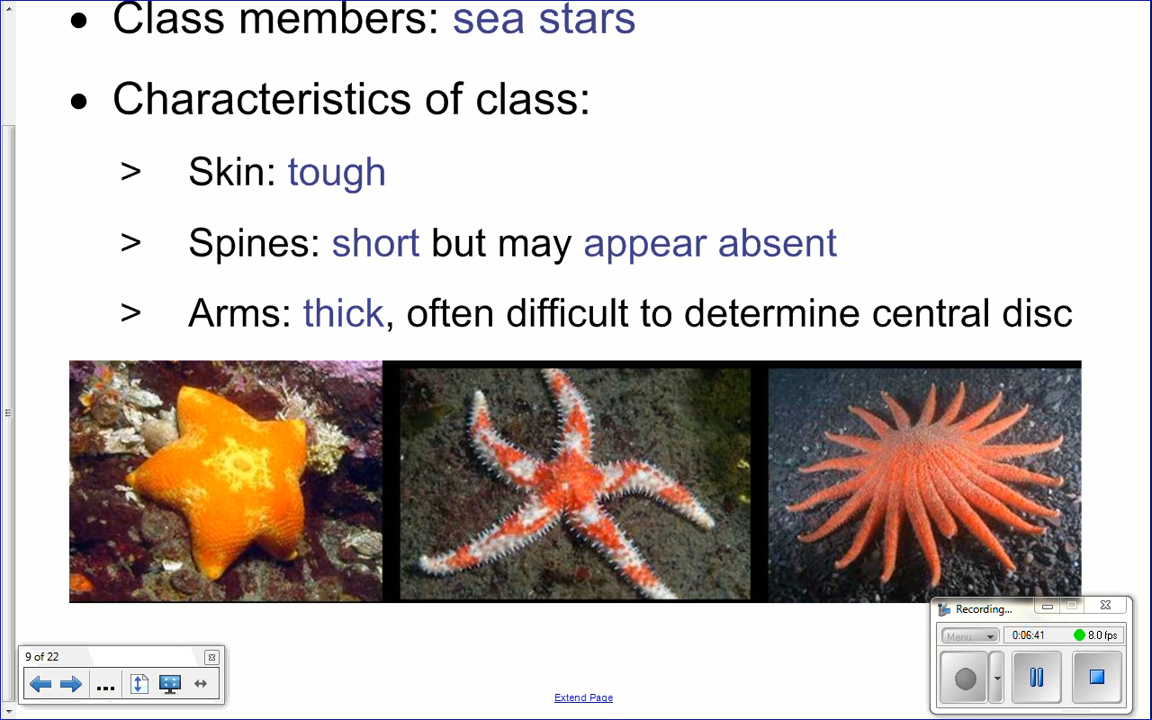 • Class members: sea stars
• Characteristics of class:
> Skin: tough
> Spines: short but may appear absent
> Arms: thick, often difficult to determine central disc
Recording...
Menu
0:06:41
8.0 fps
9 of 22
...
Extend Page